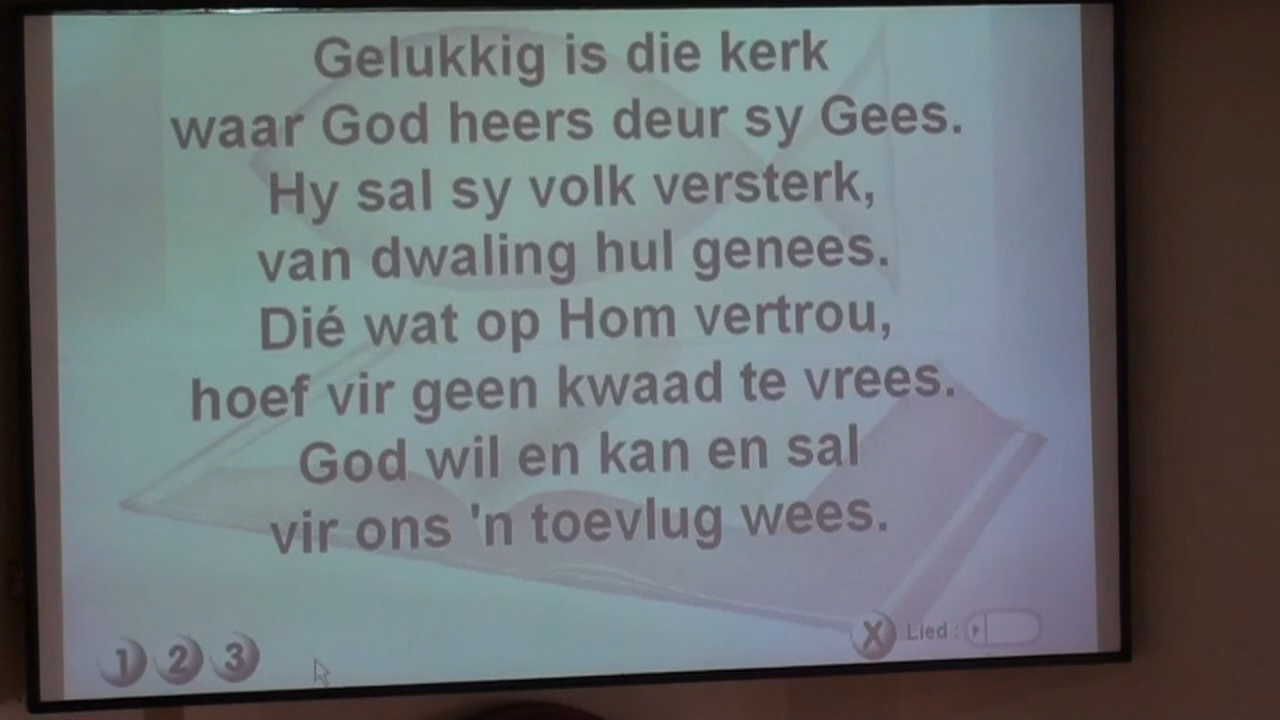 Gelukkig is die kerk
waar God heers deur sy Gees.
Hy sal sy volk versterk,
van dwaling hul genees.
Dié wat op Hom vertrou,
hoef vir geen kwaad te vrees.
God wil en kan en sal
vir ons 'n toevlug wees.
1 2 3
X Lied :